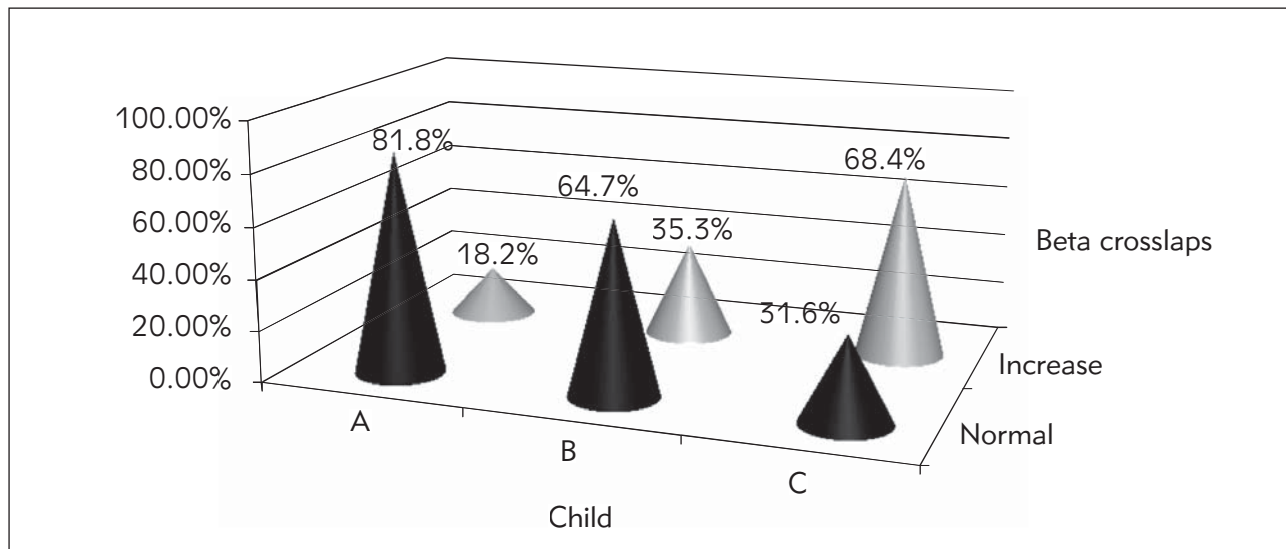 100.00%
80.00%
60.00%
40.00%
20.00%
0.00%
81.8%
18.2%
64.7%
35.3%
31.6%
68.4%
Beta crosslaps
Increase
Normal
A
B
C
Child